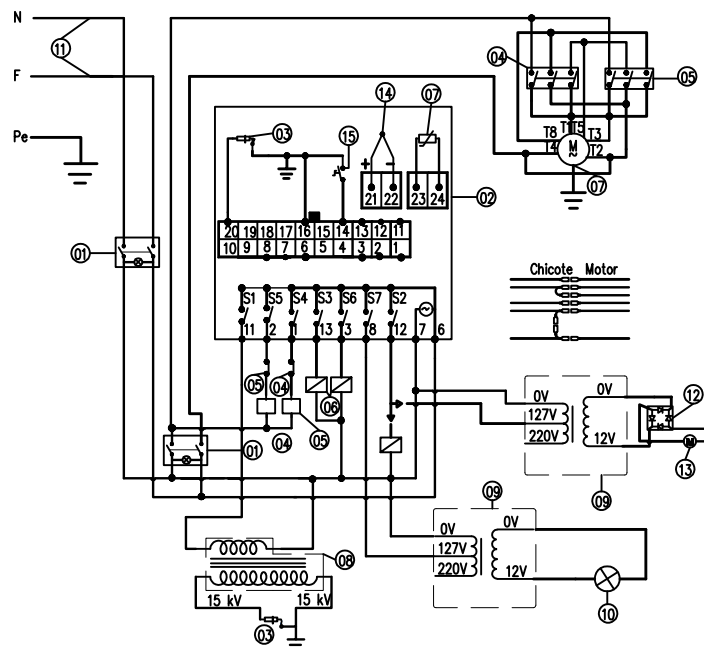 N
11
F
Pe
04
05
T8 T1 T5 T3
4 M ~ T2
07
14
07
03
15
+ -
21 22 23 24
02
20 19 18 17 16 15 14 13 12 11
10 9 8 7 6 5 4 3 2 1
01
Chicote Motor
S1 S5 S4 S3 S6 S7 S2
11 2 1 13 3 8 12 7 6
05 04 06
04 05
01
0V 0V
127V
220V 12V
12
M
13
09
09
0V 0V
127V
220V 12V
10
08
15 kV 15 kV
03